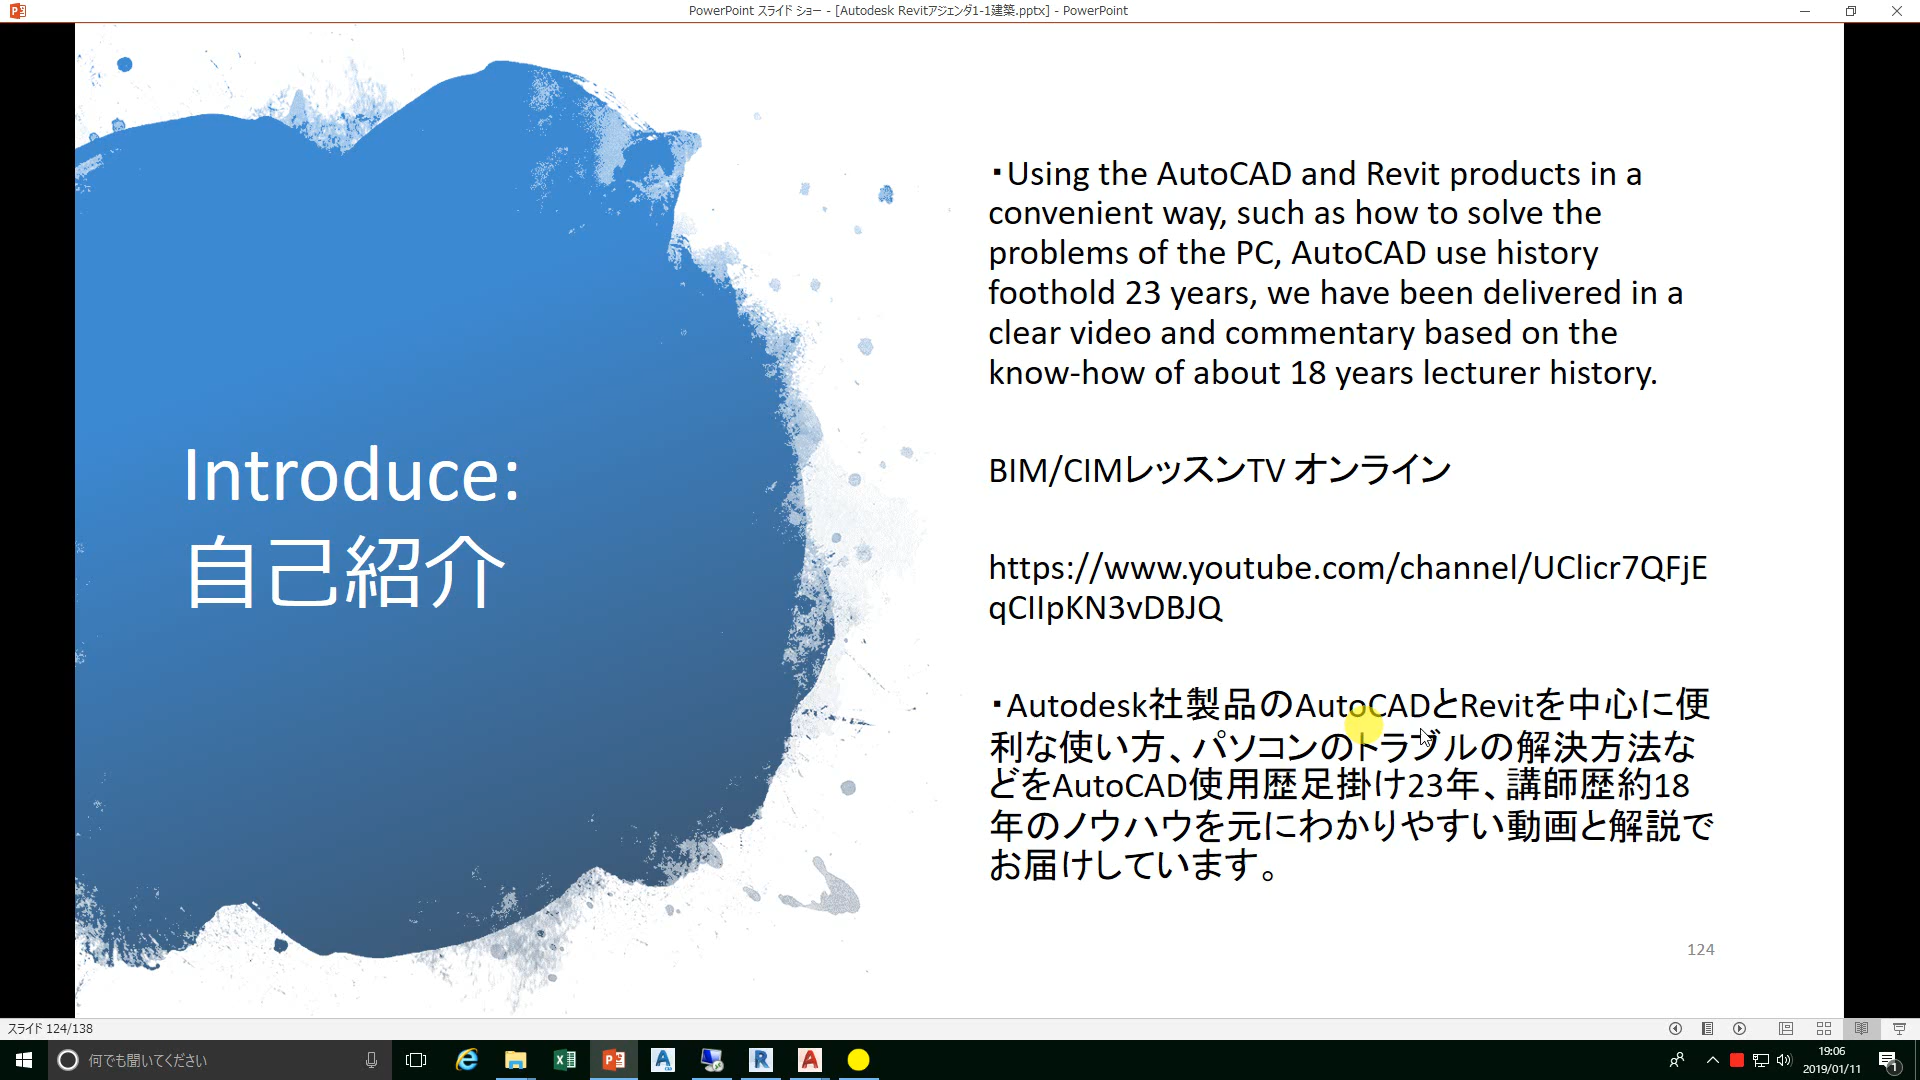 PowerPoint スライド ショー - [Autodesk Revitアジェンダ1-1建築.pptx] - PowerPoint
Introduce:
自己紹介
・Using the AutoCAD and Revit products in a
convenient way, such as how to solve the
problems of the PC, AutoCAD use history
foothold 23 years, we have been delivered in a
clear video and commentary based on the
know-how of about 18 years lecturer history.
BIM/CIMレッスンTV オンライン
https://www.youtube.com/channel/UClicr7QFjE
qCIIpKN3vDBJQ
・Autodesk社製品のAutoCADとRevitを中心に便
利な使い方、パソコンのトラブルの解決方法な
どをAutoCAD使用歴足掛け23年、講師歴約18
年のノウハウを元にわかりやすい動画と解説で
お届けしています。
124
スライド 124/138
何でも聞いてください
19:06
2019/01/11
1